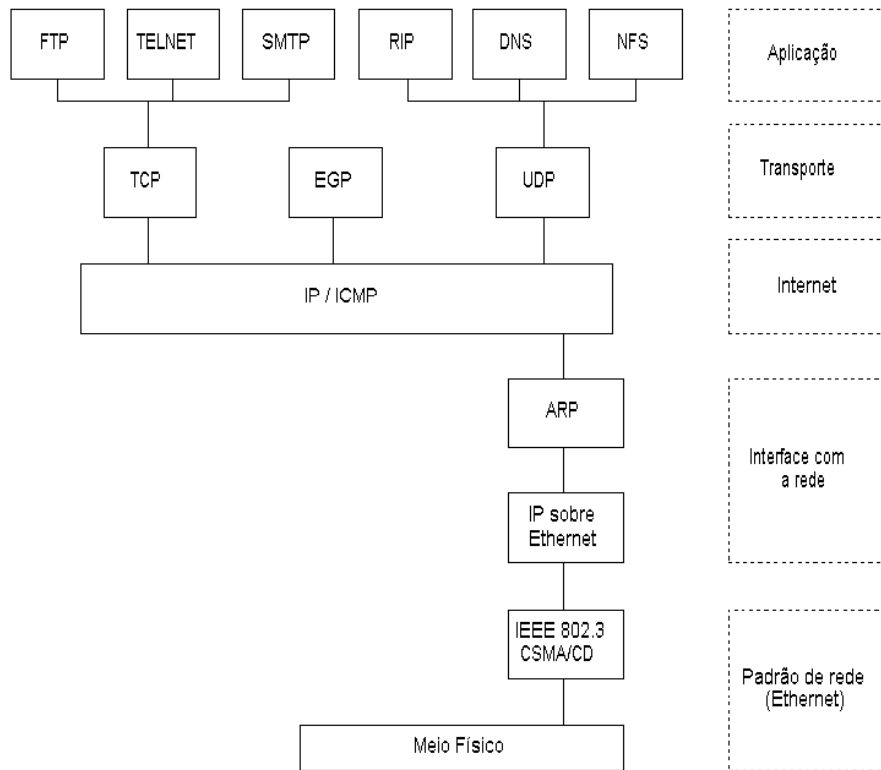 FTP
TELNET
SMTP
RIP
DNS
NFS
Aplicação
TCP
EGP
UDP
Transporte
IP / ICMP
Internet
ARP
Interface com
a rede
IP sobre
Ethernet
IEEE 802.3
CSMA/CD
Padrão de rede
(Ethernet)
Meio Físico